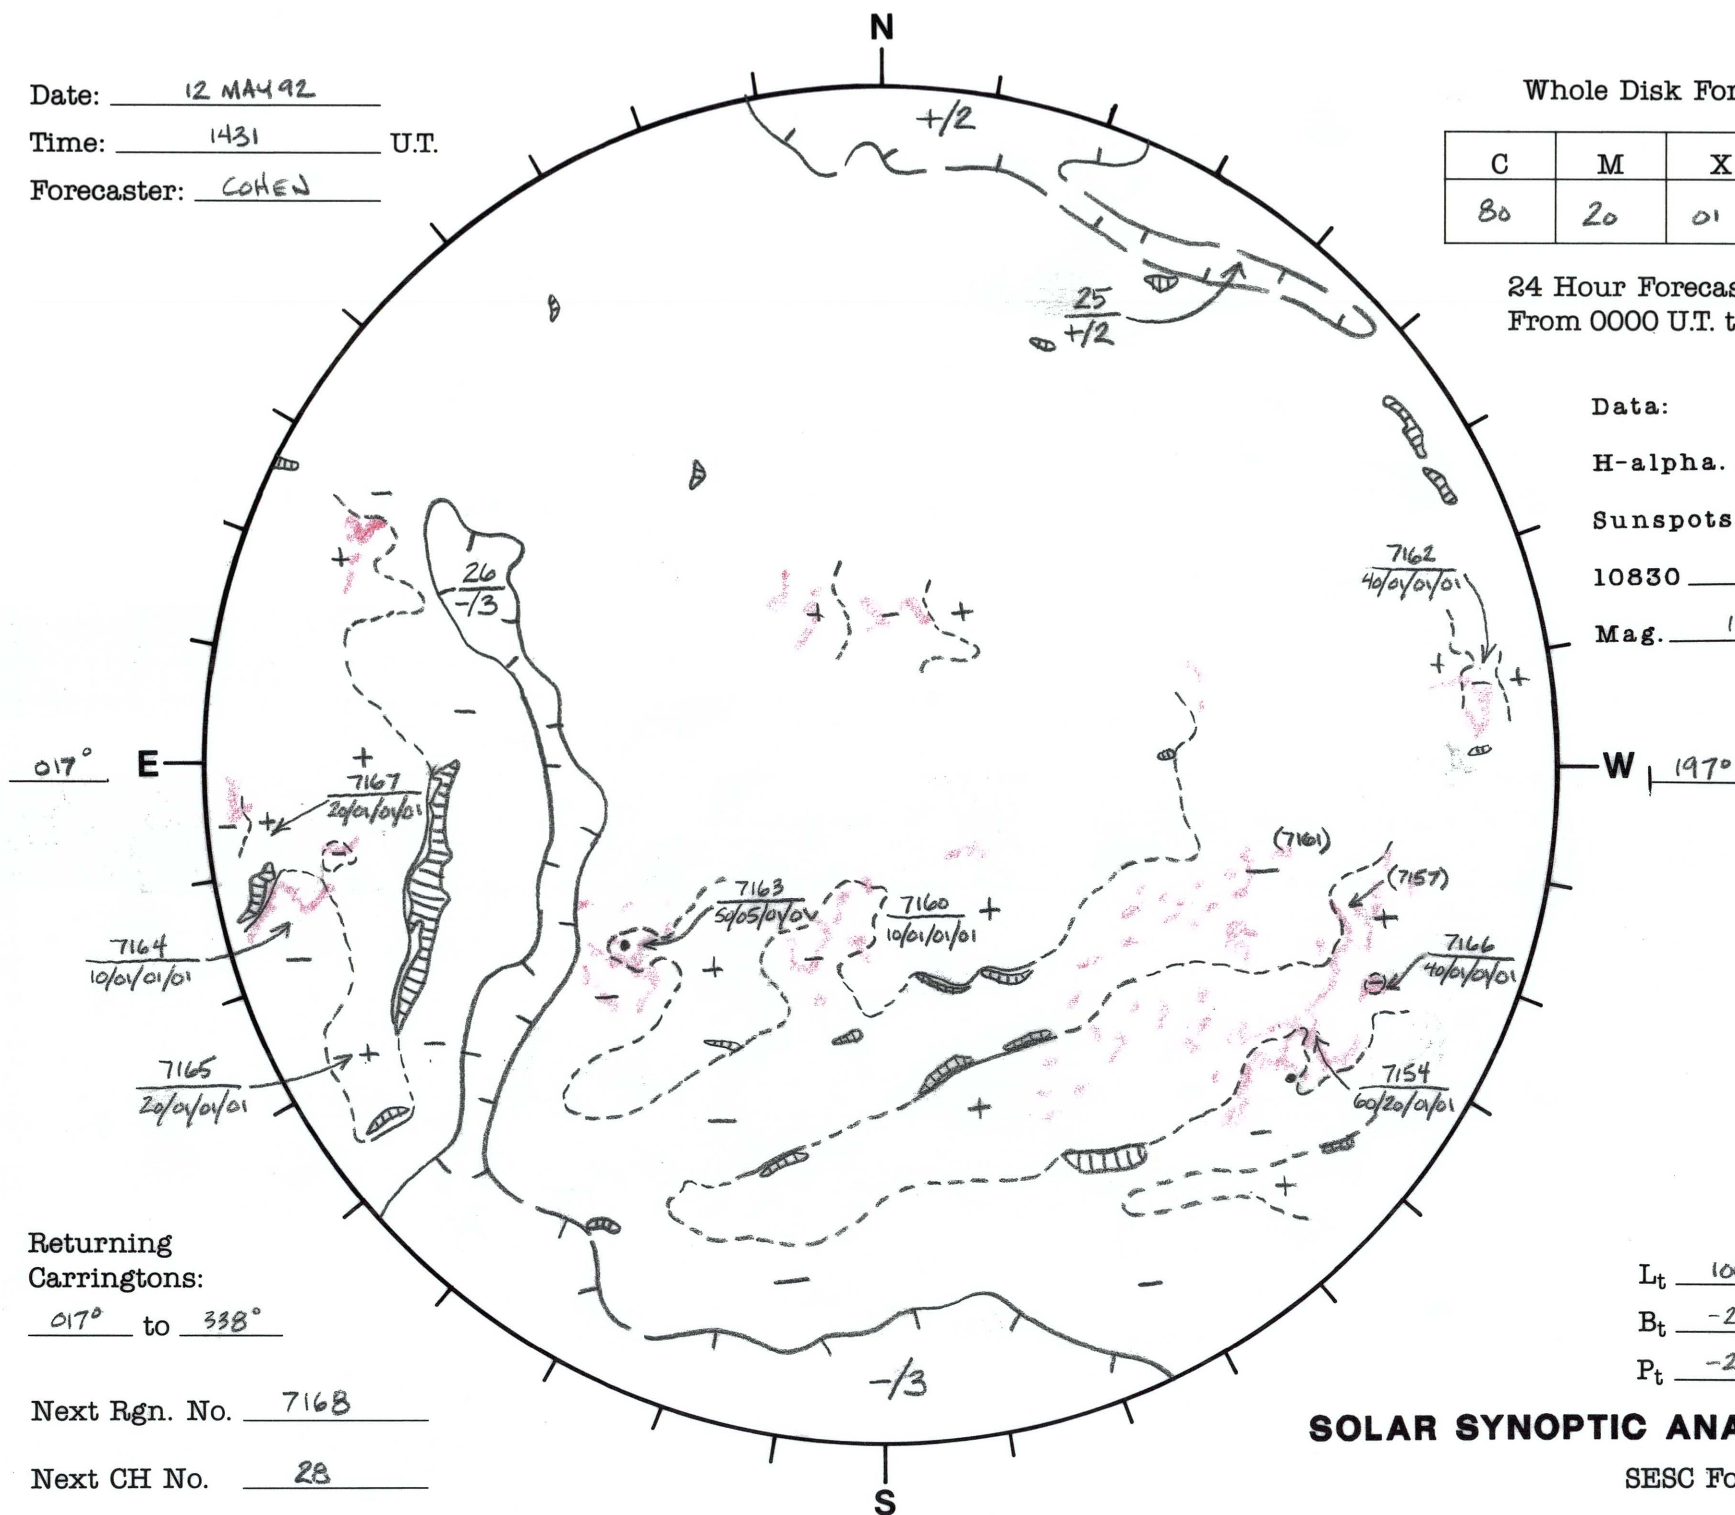 N
Date: 12 MAY 92
Time: 1431 U.T.
Forecaster: COHEN
+/2
Whole Disk For
C M X
80 20 01
24 Hour Forecas
From 0000 U.T. t
25
+/2
Data:
H-alpha.
Sunspots
10830
Mag. 1
7162
40/01/01/01
26
-/3
017° E
W 197°
7167
20/01/01/01
(7161)
(7157)
7163
50/05/01/01
7160
10/01/01/01
7164
10/01/01/01
7166
40/01/01/01
7165
20/01/01/01
7154
60/20/01/01
Returning
Carringtons:
017° to 338°
Lt 10
Bt -2
Pt -2
-/3
Next Rgn. No. 7168
Next CH No. 28
SOLAR SYNOPTIC ANA
SESC Fo
S